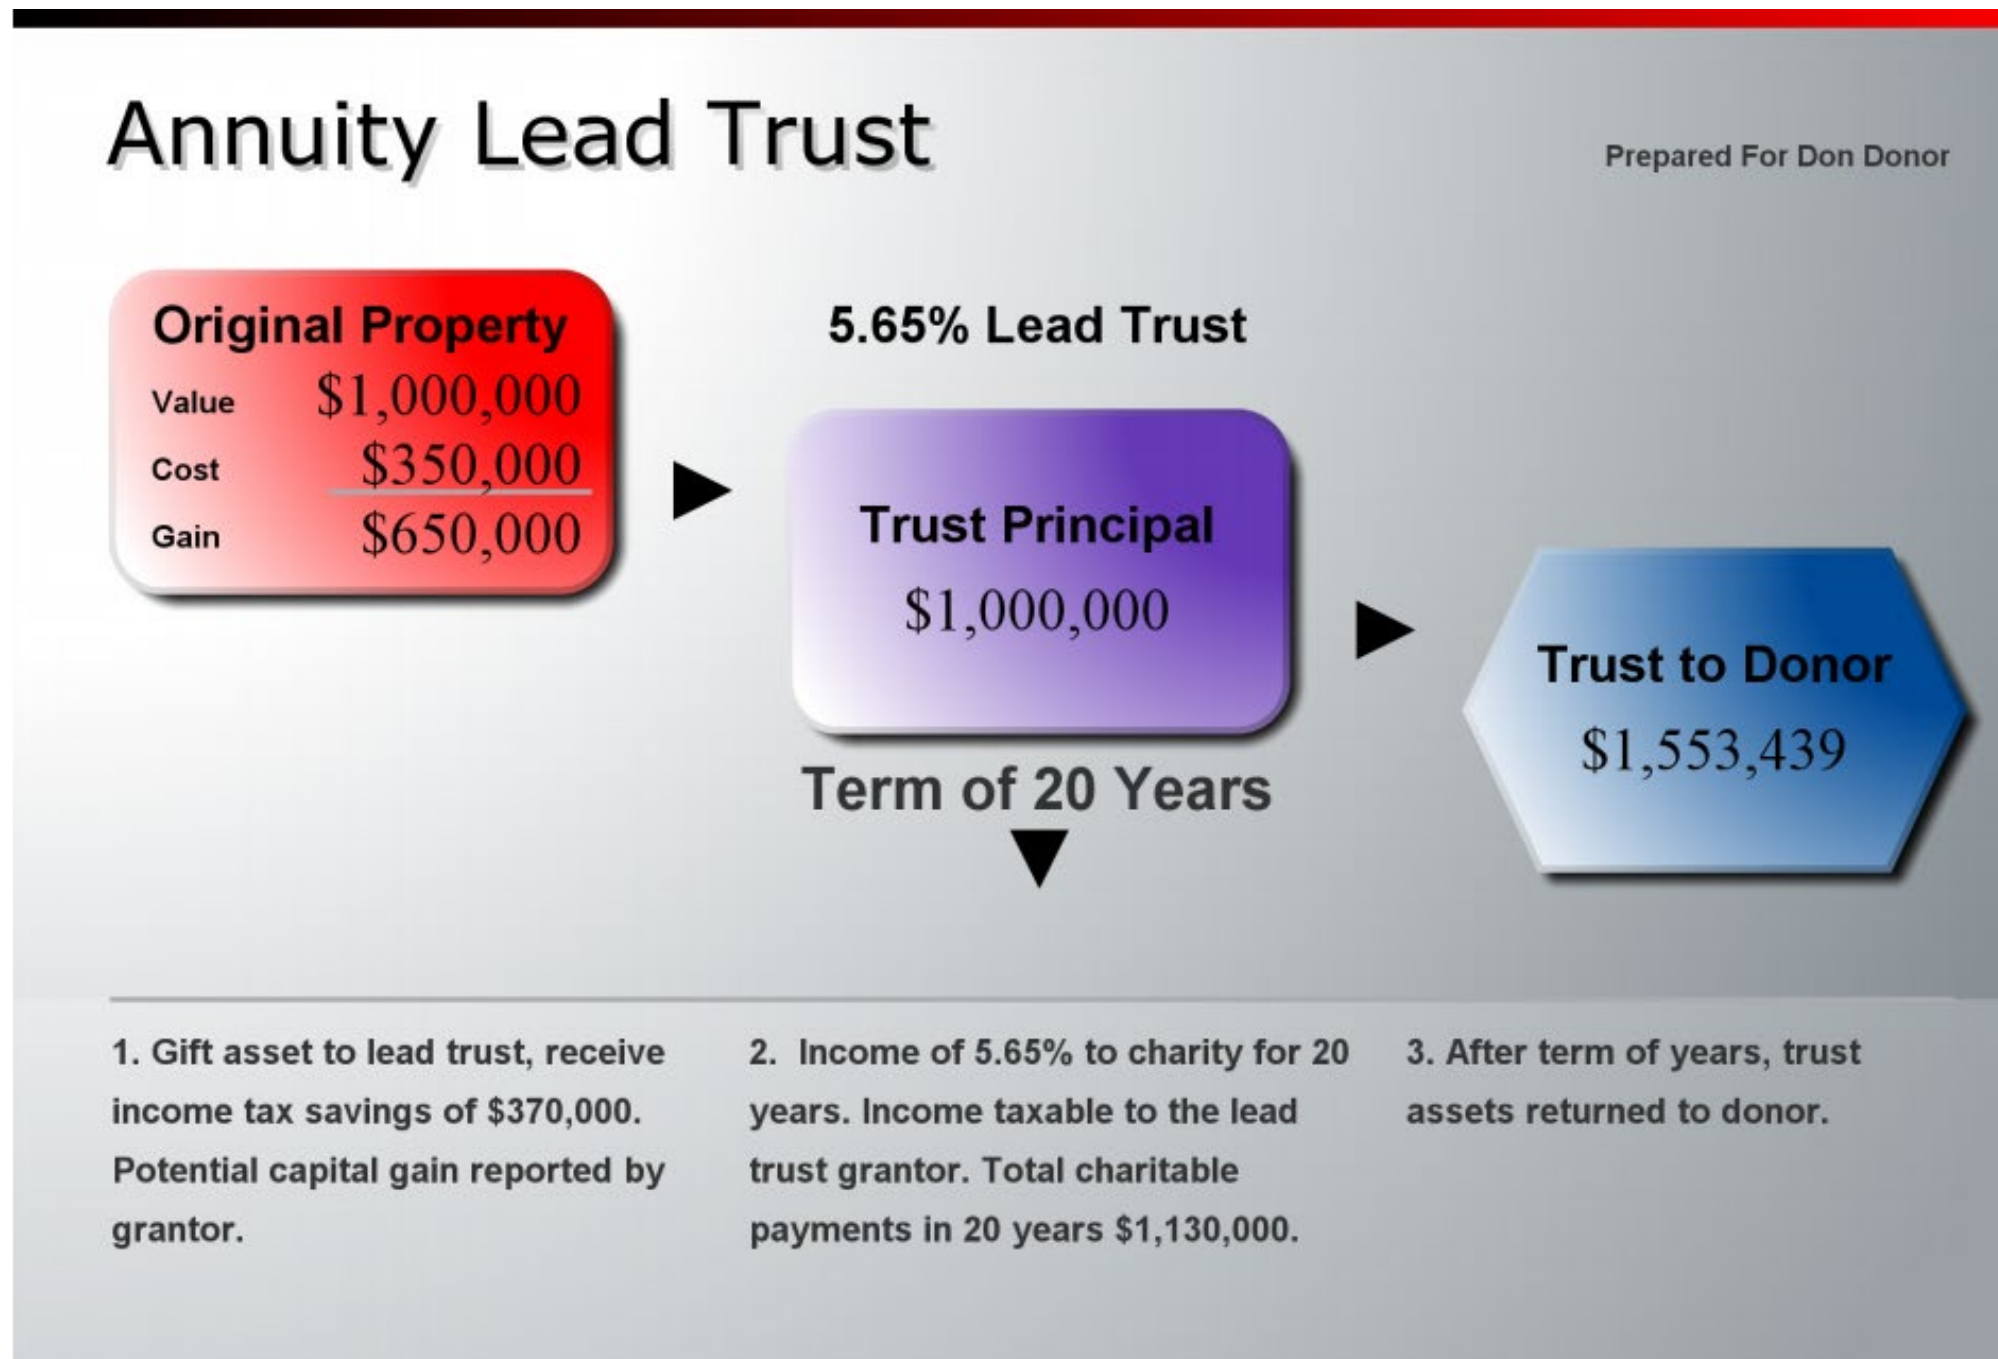 Annuity Lead Trust
Prepared For Don Donor
Original Property
Value $1,000,000
Cost $350,000
Gain $650,000
5.65% Lead Trust
Trust Principal
$1,000,000
Term of 20 Years
Trust to Donor
$1,553,439
1. Gift asset to lead trust, receive
income tax savings of $370,000.
Potential capital gain reported by
grantor.
2. Income of 5.65% to charity for 20
years. Income taxable to the lead
trust grantor. Total charitable
payments in 20 years $1,130,000.
3. After term of years, trust
assets returned to donor.